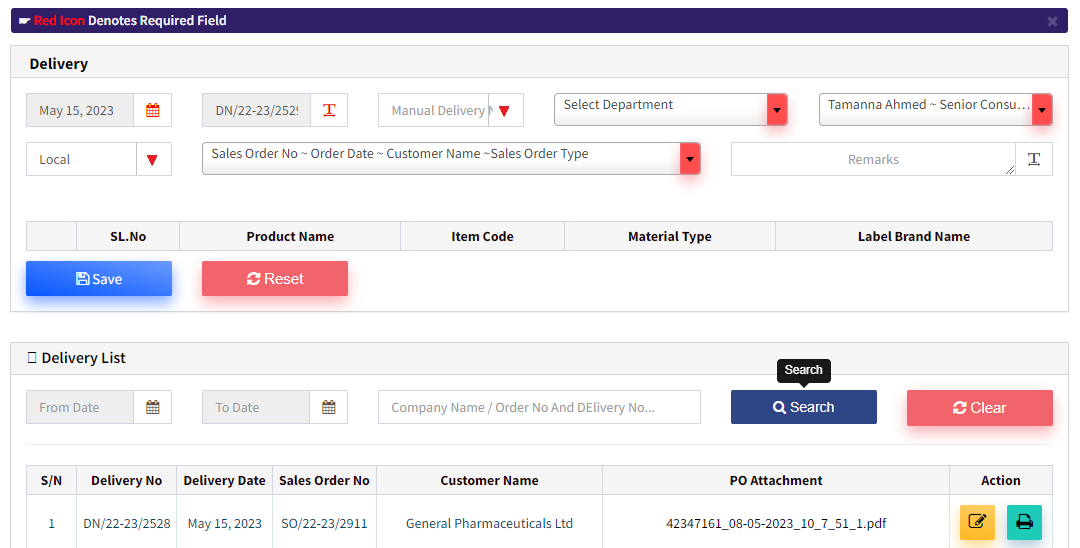 Red Icon Denotes Required Field
Delivery
May 15, 2023
DN/22-23/252
Manual Delivery
Select Department
Tamanna Ahmed ~ Senior Consu...
Local
Sales Order No ~ Order Date ~ Customer Name ~Sales Order Type
Remarks
SL.No Product Name Item Code Material Type Label Brand Name
Save
Reset
Delivery List
Search
From Date
To Date
Company Name / Order No And DElivery No...
Search
Clear
S/N Delivery No Delivery Date Sales Order No Customer Name PO Attachment Action
1 DN/22-23/2528 May 15, 2023 SO/22-23/2911 General Pharmaceuticals Ltd 42347161_08-05-2023_10_7_51_1.pdf